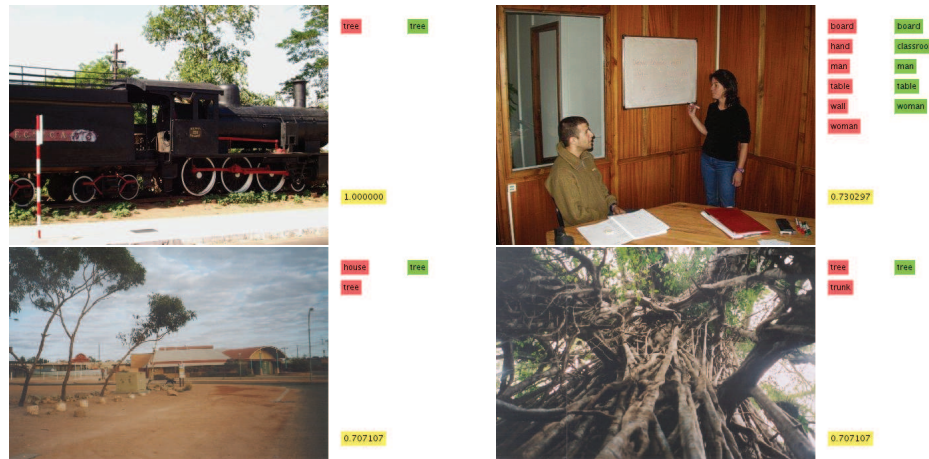 tree tree
1.000000
board board
hand classroo
man man
table table
wall woman
woman
0.730297
house tree
tree
0.707107
tree tree
trunk
0.707107